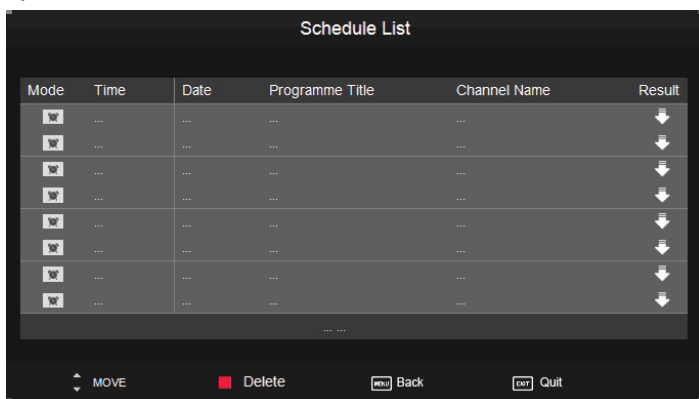 Schedule List
Mode Time Date Programme Title Channel Name Result
... ... ... ...
... ... ... ...
... ... ... ...
... ... ... ...
... ... ... ...
... ... ... ...
... ... ... ...
... ... ... ...
... ...
MOVE Delete MENU Back EXIT Quit